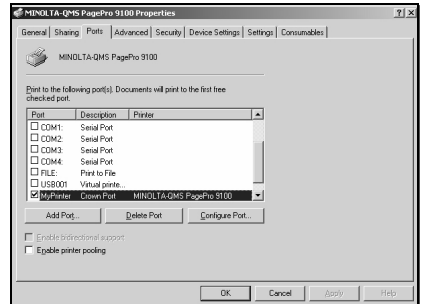 MINOLTA-QMS PagePro 9100 Properties
General Sharing Ports Advanced Security Device Settings Settings Consumables
MINOLTA-QMS PagePro 9100
Print to the following port(s). Documents will print to the first free
checked port.
Port Description Printer
COM1: Serial Port
COM2: Serial Port
COM3: Serial Port
COM4: Serial Port
FILE: Print to File
USB001 Virtual printe...
MyPrinter Crown Port MINOLTA-QMS PagePro 9100
Add Port... Delete Port Configure Port...
Enable bidirectional support
Enable printer pooling
OK Cancel Apply Help